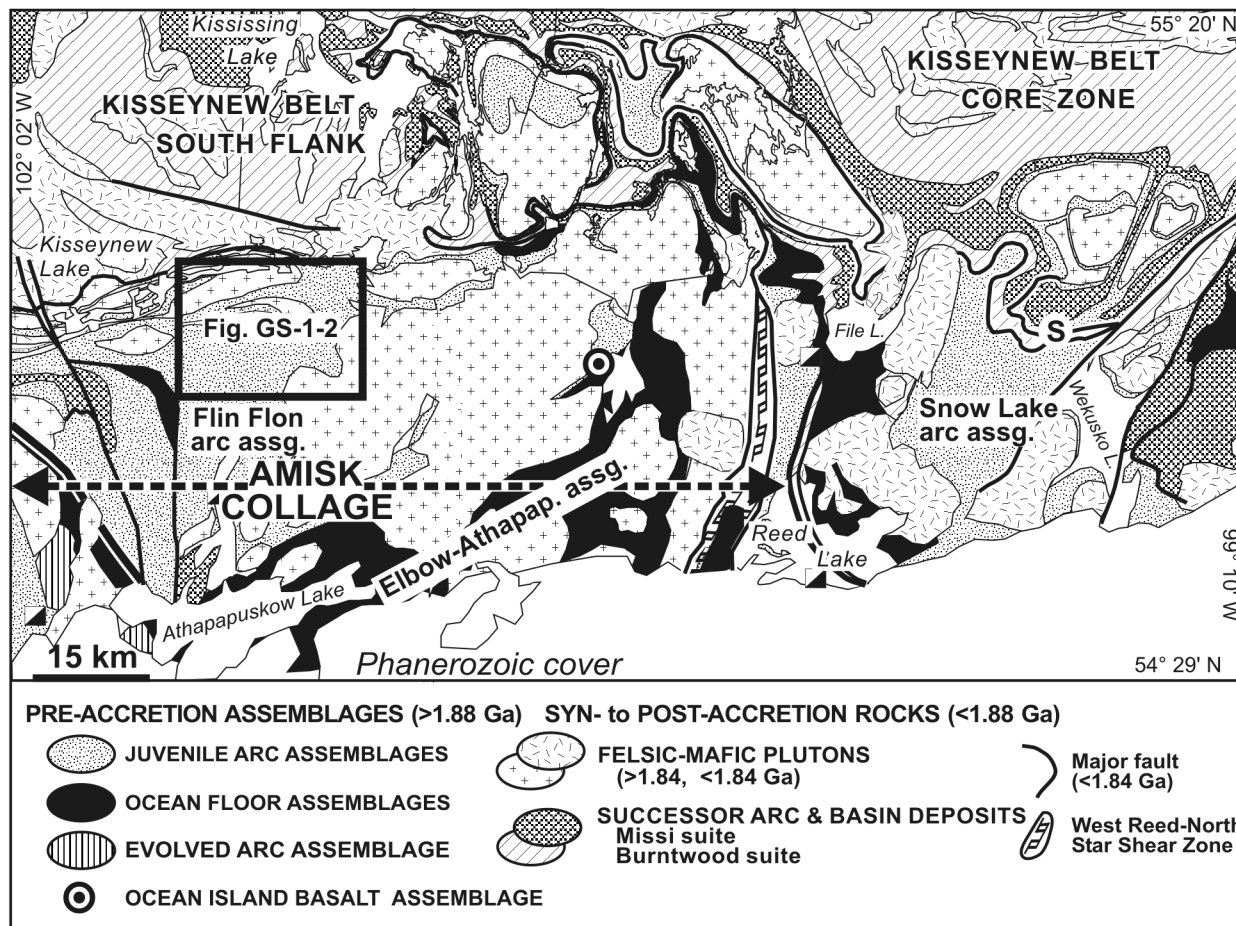 Kississing
Lake
55° 20' N
KISSEYNEW BELT
CORE ZONE
KISSEYNEW BELT
SOUTH FLANK
102° 02' W
Kisseynew
Lake
Fig. GS-1-2
File L.
S
Flin Flon
arc assg.
Snow Lake
arc assg.
Wekusko L.
AMISK
COLLAGE
Elbow-Athapap. assg.
Reed
Lake
99° 10' W
Athapapuskow Lake
15 km
Phanerozoic cover
54° 29' N
PRE-ACCRETION ASSEMBLAGES (>1.88 Ga)
JUVENILE ARC ASSEMBLAGES
OCEAN FLOOR ASSEMBLAGES
EVOLVED ARC ASSEMBLAGE
OCEAN ISLAND BASALT ASSEMBLAGE
SYN- to POST-ACCRETION ROCKS (<1.88 Ga)
FELSIC-MAFIC PLUTONS
(>1.84, <1.84 Ga)
SUCCESSOR ARC & BASIN DEPOSITS
Missi suite
Burntwood suite
Major fault
(<1.84 Ga)
West Reed-North
Star Shear Zone